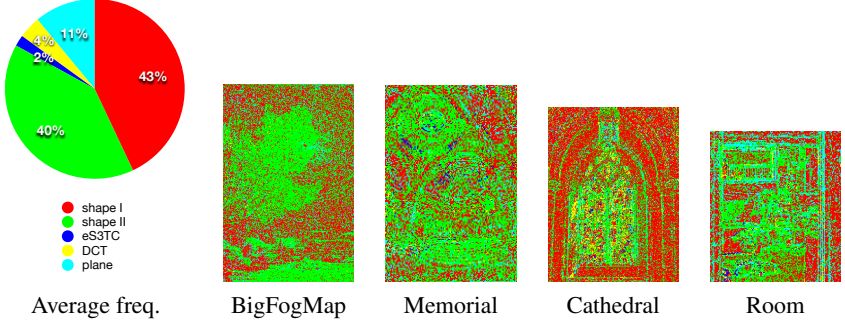 11%
4%
2%
43%
40%
shape I
shape II
eS3TC
DCT
plane
Average freq. BigFogMap Memorial Cathedral Room